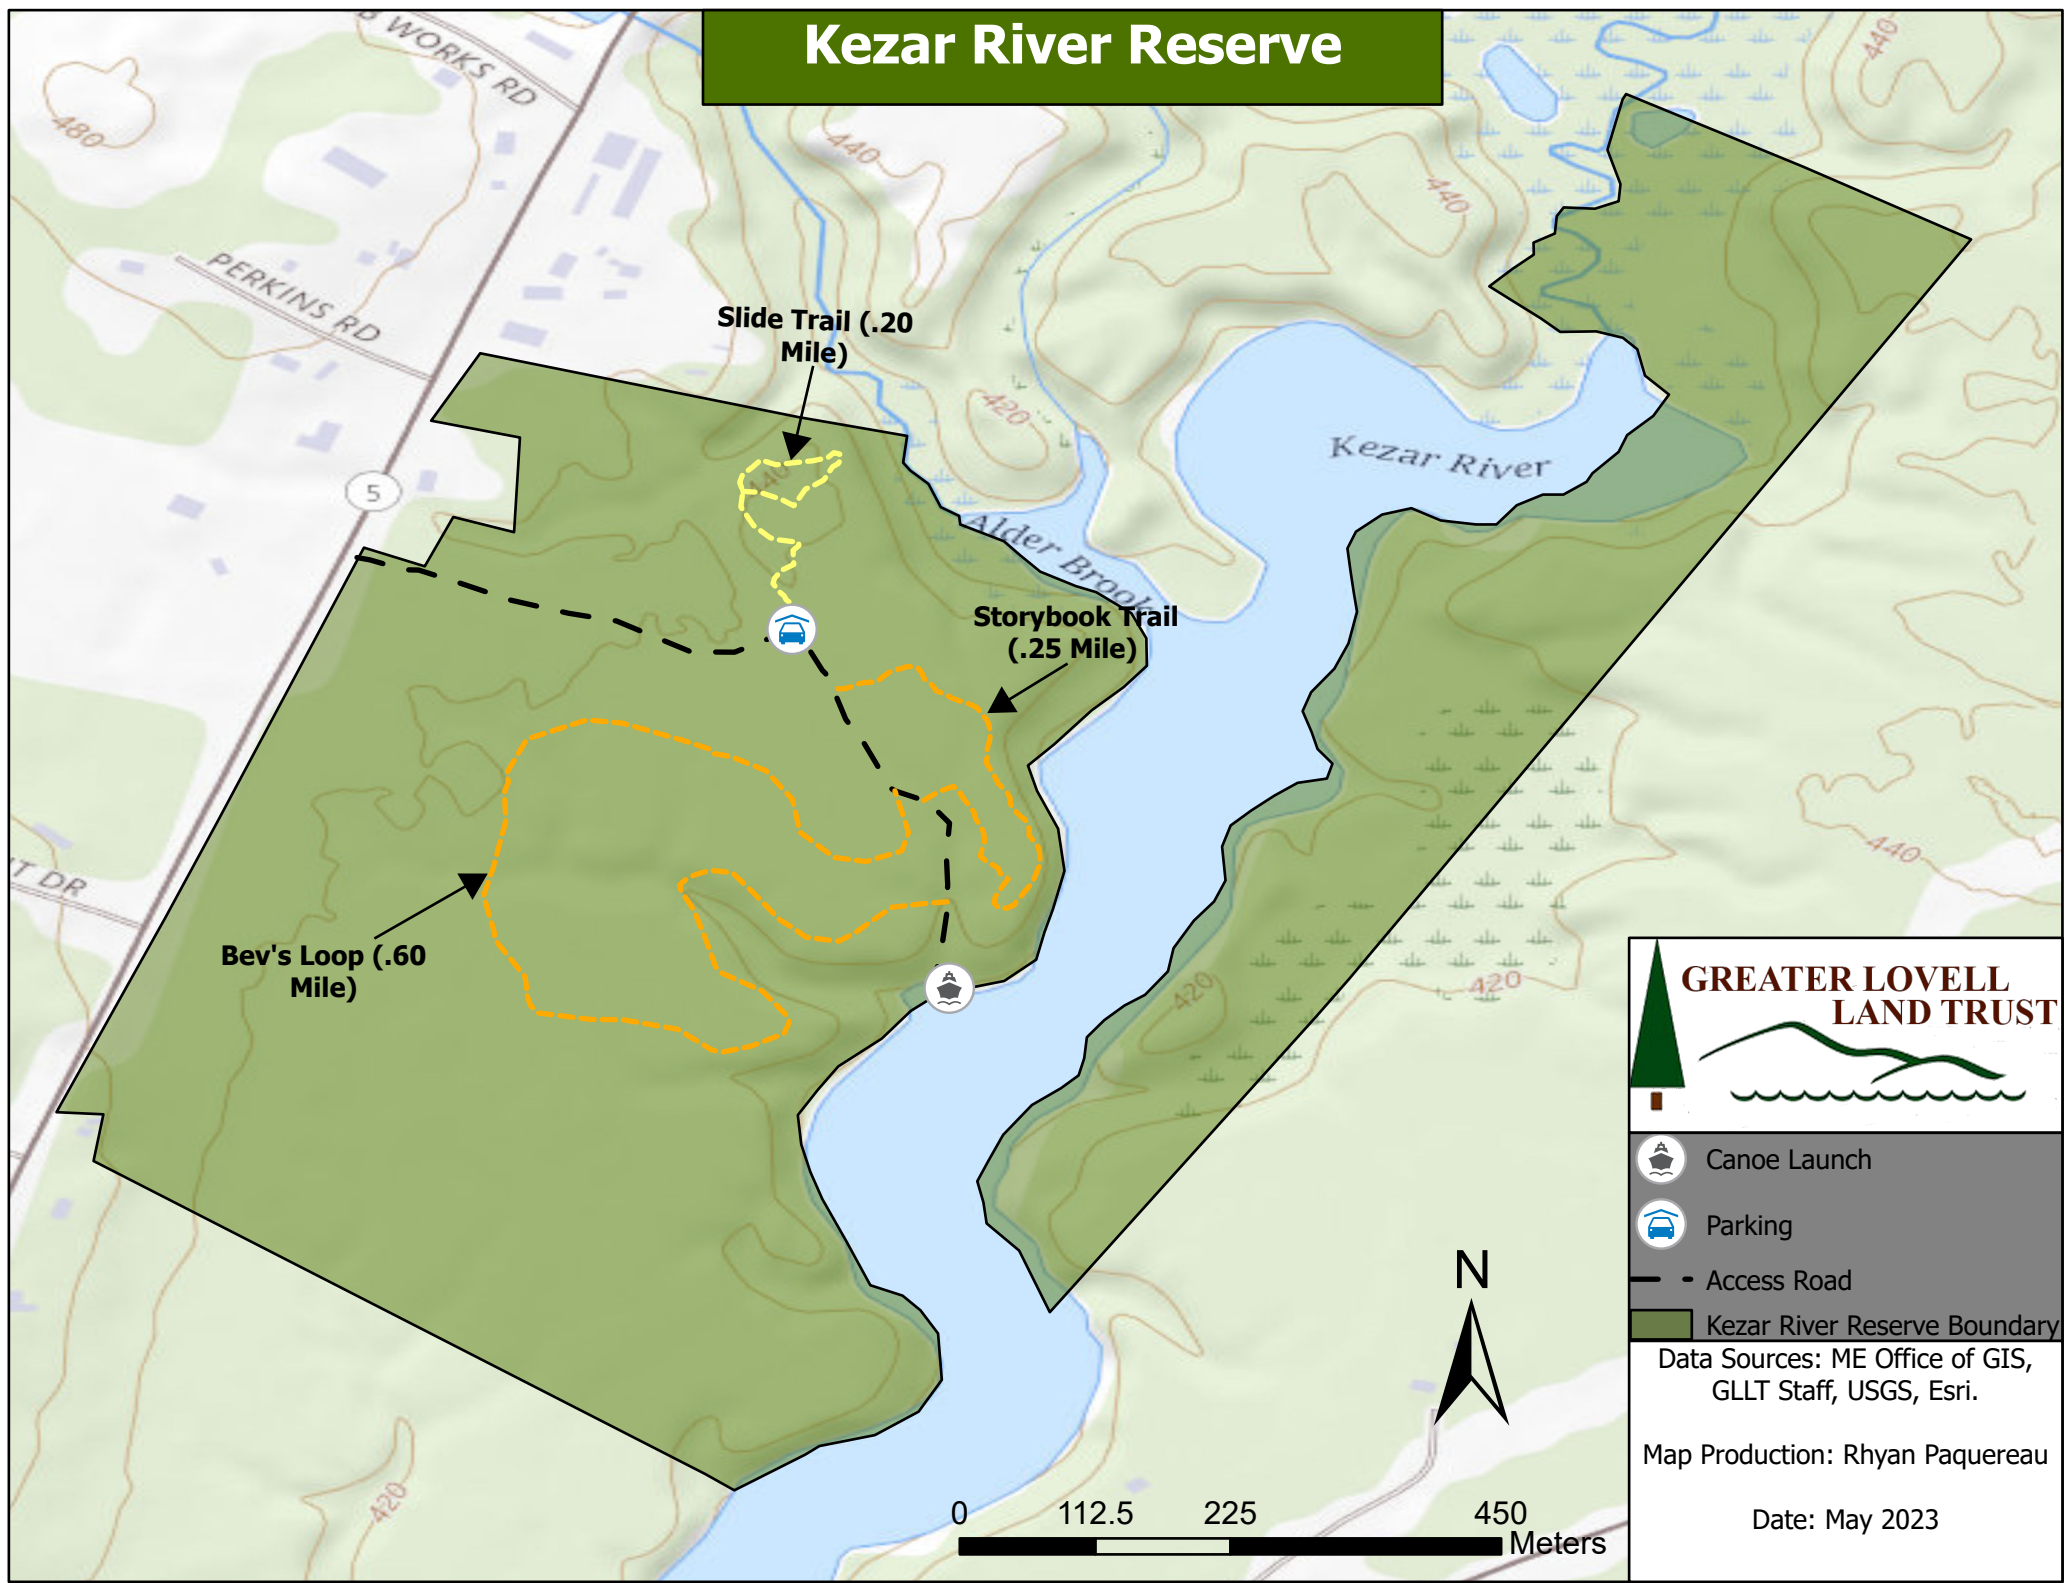 Kezar River Reserve
B WORKS RD
480
440
440
440
PERKINS RD
Slide Trail (.20
Mile)
420
Kezar River
5
440
Alder Brook
Storybook Trail
(.25 Mile)
T DR
440
Bev's Loop (.60
Mile)
420
420
GREATER LOVELL
LAND TRUST
Canoe Launch
Parking
Access Road
Kezar River Reserve Boundary
N
Data Sources: ME Office of GIS,
GLLT Staff, USGS, Esri.
Map Production: Rhyan Paquereau
Date: May 2023
420
0 112.5 225 450
Meters